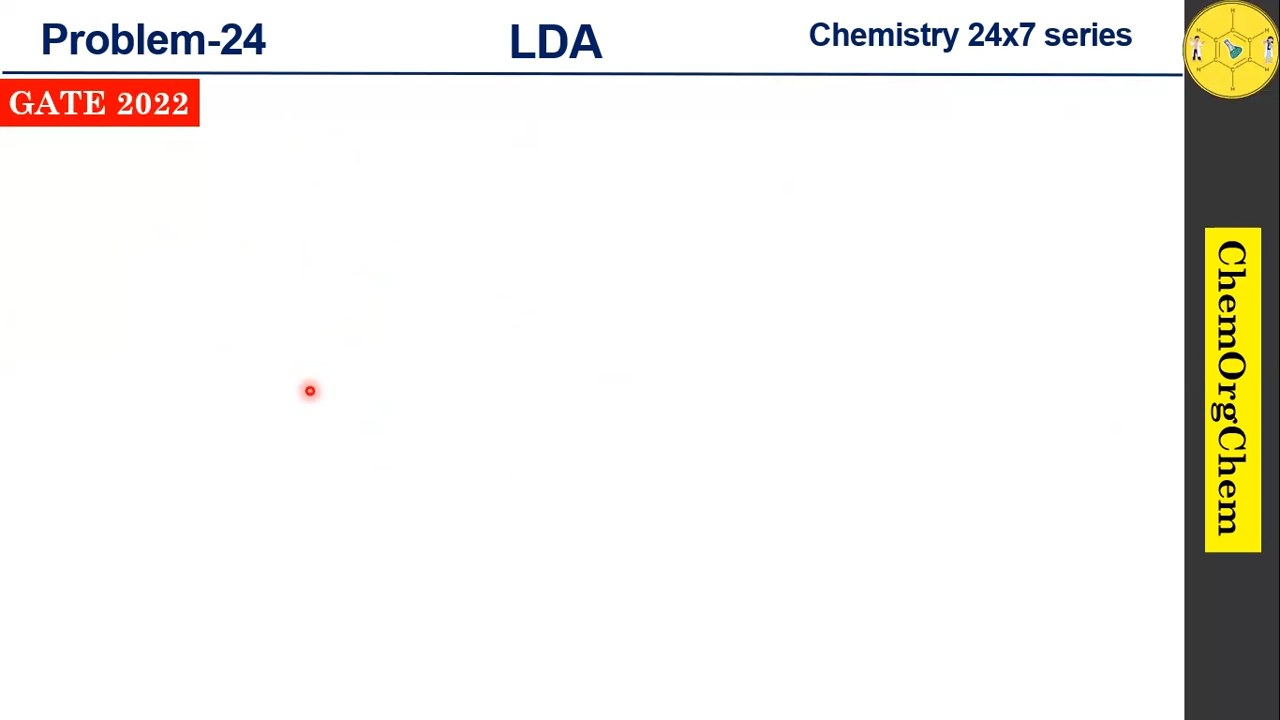 Problem-24
LDA
Chemistry 24x7 series
GATE 2022
ChemOrgChem